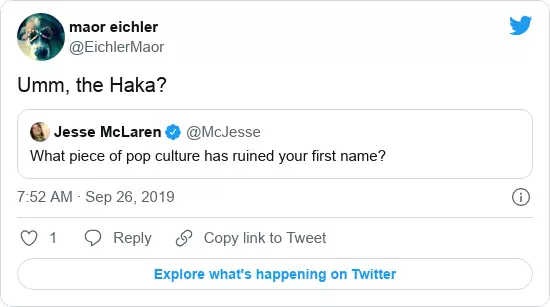 maor eichler
@EichlerMaor
Umm, the Haka?
Jesse McLaren @McJesse
What piece of pop culture has ruined your first name?
7:52 AM · Sep 26, 2019
1 Reply Copy link to Tweet
Explore what's happening on Twitter